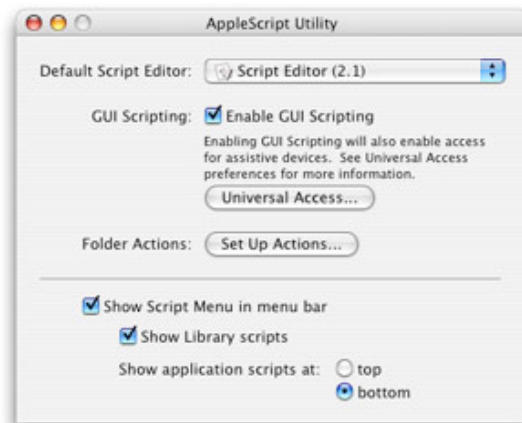 AppleScript Utility
Default Script Editor: Script Editor (2.1)
GUI Scripting: Enable GUI Scripting
Enabling GUI Scripting will also enable access
for assistive devices. See Universal Access
preferences for more information.
Universal Access...
Folder Actions: Set Up Actions...
Show Script Menu in menu bar
Show Library scripts
Show application scripts at: top
bottom